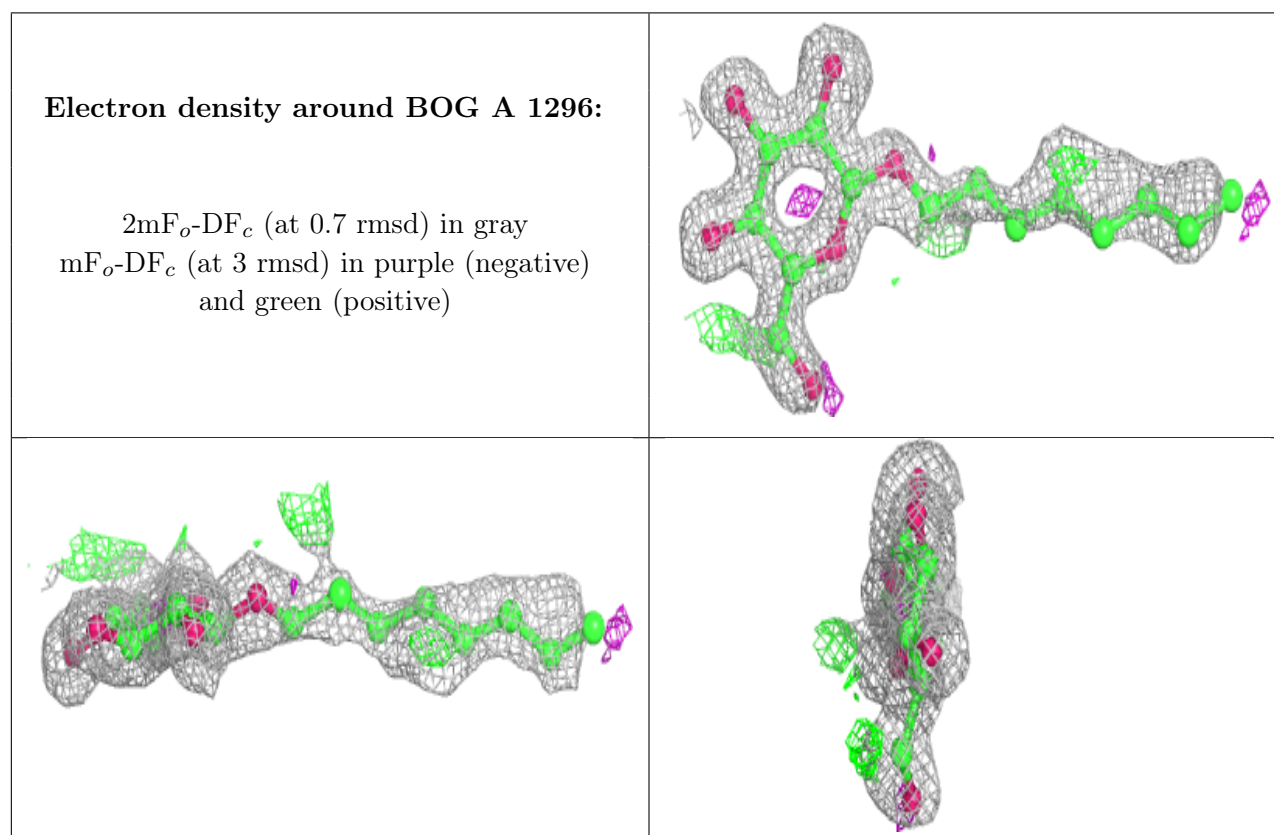 Electron density around BOG A 1296:
2mFo-DFc (at 0.7 rmsd) in gray
mFo-DFc (at 3 rmsd) in purple (negative)
and green (positive)